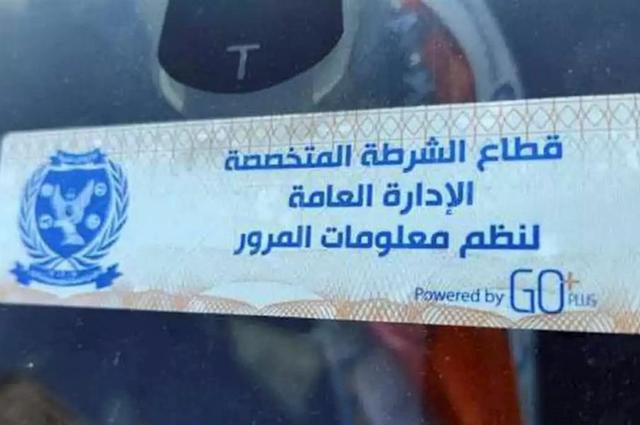 T
قطاع الشرطة المتخصصة
الإدارة العامة
لنظم معلومات المرور
Powered by GO+ PLUS